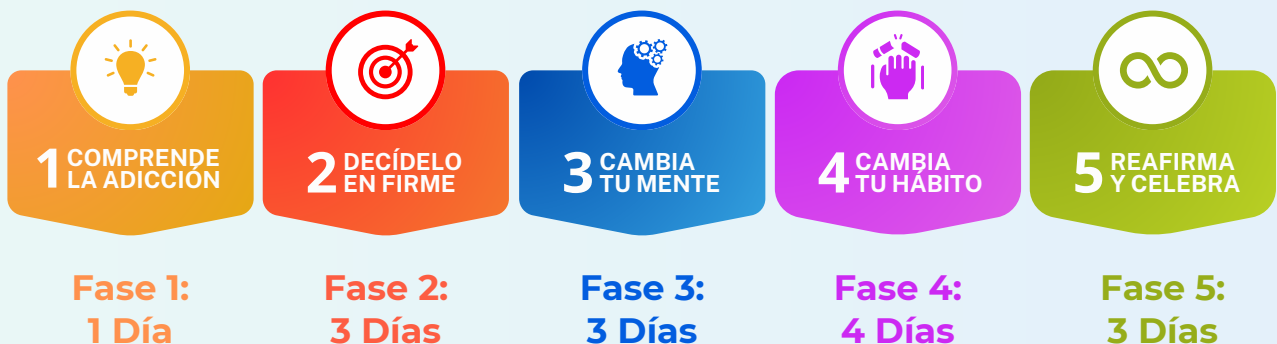 1 COMPRENDE
LA ADICCIÓN
2 DECÍDELO
EN FIRME
3 CAMBIA
TU MENTE
4 CAMBIA
TU HÁBITO
5 REAFIRMA
Y CELEBRA
Fase 1:
1 Día
Fase 2:
3 Días
Fase 3:
3 Días
Fase 4:
4 Días
Fase 5:
3 Días